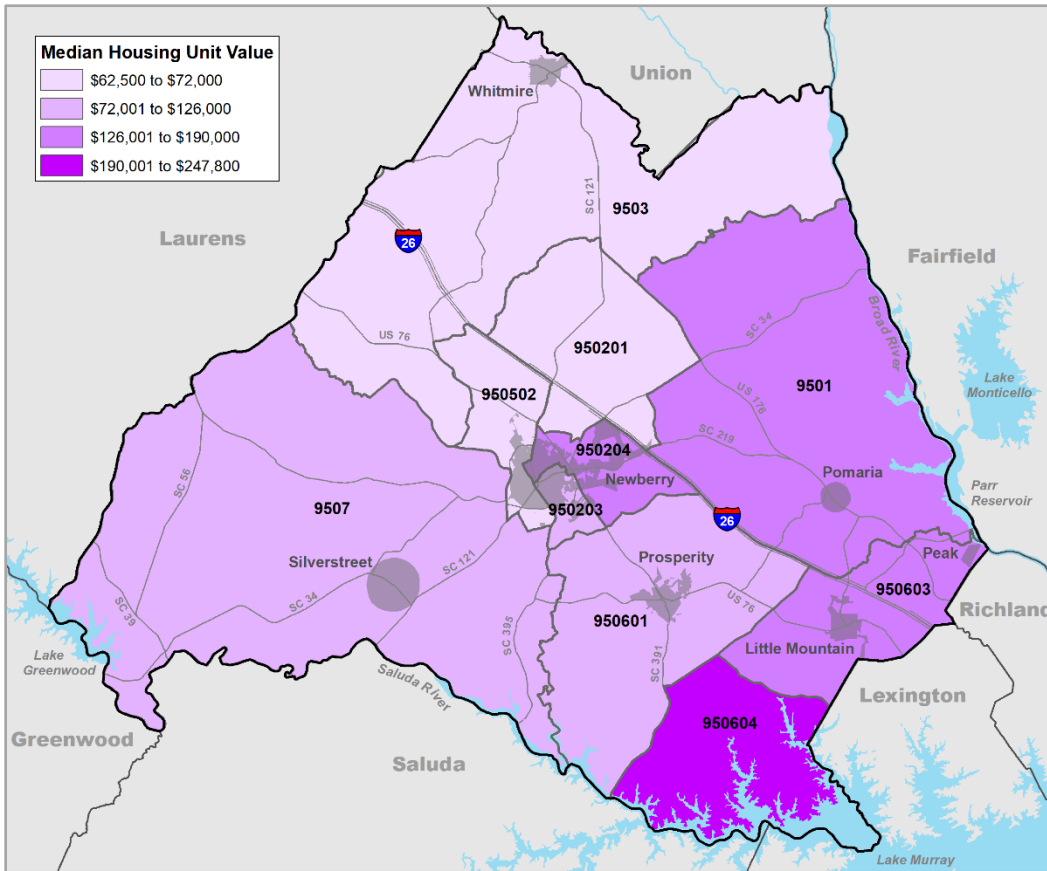 Median Housing Unit Value
$62,500 to $72,000
$72,001 to $126,000
$126,001 to $190,000
$190,001 to $247,800
Union
Whitmire
SC 121
9503
Laurens
26
Fairfield
US 76
950201
SC 34
Broad River
9501
Lake
Monticello
950502
US 176
SC 219
950204
Newberry
Pomaria
Parr
Reservoir
SC 56
9507
950203
26
Silverstreet
SC 121
Prosperity
Peak
950603
SC 34
US 76
Richland
SC 39
SC 395
950601
SC 391
Little Mountain
Lake
Greenwood
Saluda River
Lexington
950604
Greenwood
Saluda
Lake Murray